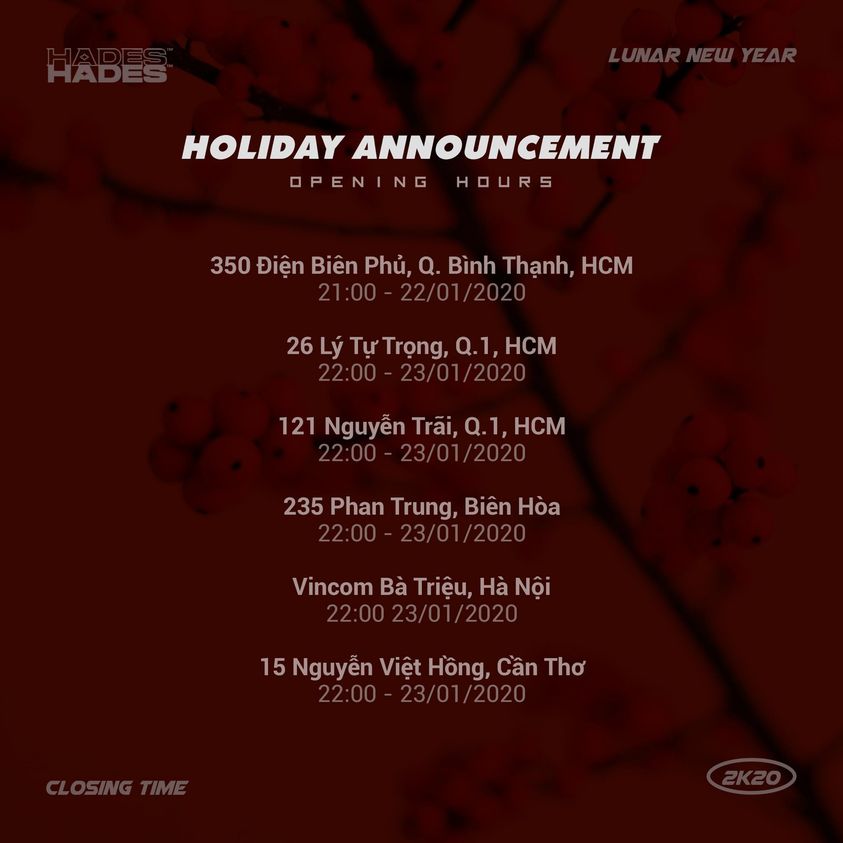 HADES™
HADES™
LUNAR NEW YEAR
HOLIDAY ANNOUNCEMENT
OPENING HOURS
350 Điện Biên Phủ, Q. Bình Thạnh, HCM
21:00 - 22/01/2020
26 Lý Tự Trọng, Q.1, HCM
22:00 - 23/01/2020
121 Nguyễn Trãi, Q.1, HCM
22:00 - 23/01/2020
235 Phan Trung, Biên Hòa
22:00 - 23/01/2020
Vincom Bà Triệu, Hà Nội
22:00 23/01/2020
15 Nguyễn Việt Hồng, Cần Thơ
22:00 - 23/01/2020
CLOSING TIME
2K20